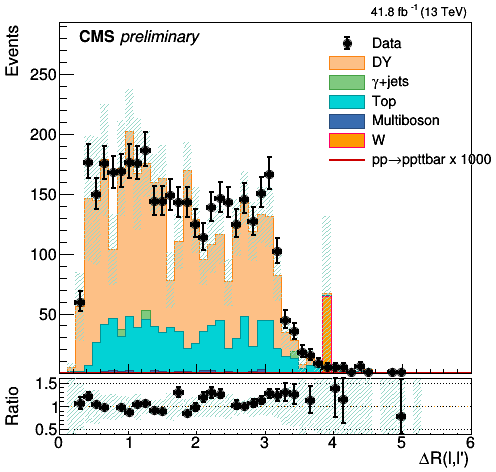 41.8 fb⁻¹ (13 TeV)
CMS preliminary
Events
250
200
150
100
50
Data
DY
γ+jets
Top
Multiboson
W
pp→ppttbar x 1000
Ratio
1.5
1
0.5
0 1 2 3 4 5 6
ΔR(l,l')